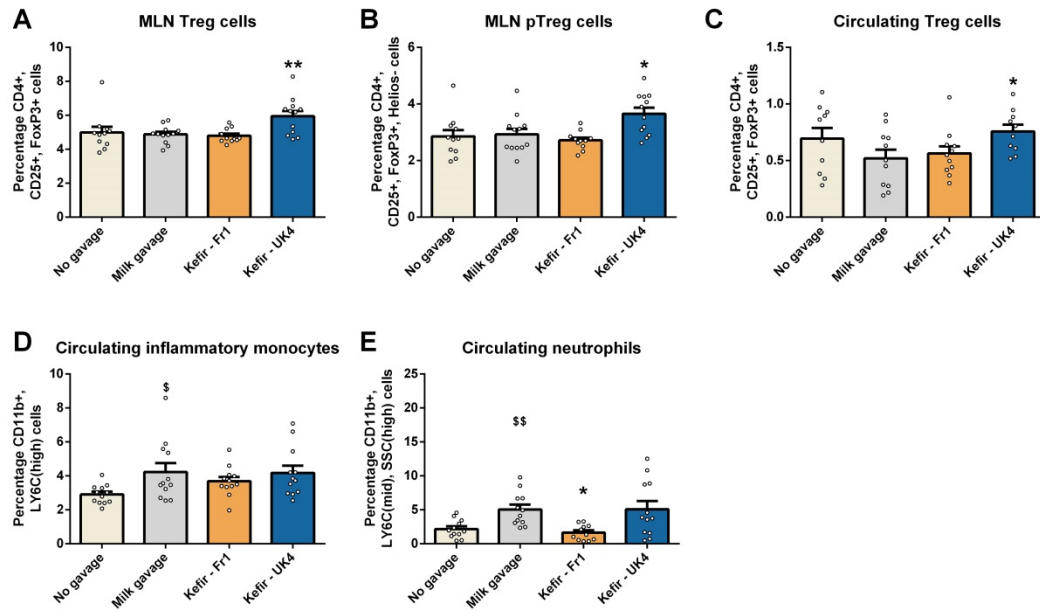 A
MLN Treg cells
Percentage CD4+,
CD25+, FoxP3+ cells
10
8
6
4
2
0
**
No gavage
Milk gavage
Kefir - Fr1
Kefir - UK4
B
MLN pTreg cells
Percentage CD4+,
CD25+, FoxP3+, Helios- cells
6
4
2
0
*
No gavage
Milk gavage
Kefir - Fr1
Kefir - UK4
C
Circulating Treg cells
Percentage CD4+,
CD25+, FoxP3+ cells
1.5
1.0
0.5
0.0
*
No gavage
Milk gavage
Kefir - Fr1
Kefir - UK4
D
Circulating inflammatory monocytes
Percentage CD11b+,
LY6C(high) cells
10
8
6
4
2
0
$
No gavage
Milk gavage
Kefir - Fr1
Kefir - UK4
E
Circulating neutrophils
Percentage CD11b+,
LY6C(mid), SSC(high) cells
25
20
15
10
5
0
$$
*
No gavage
Milk gavage
Kefir - Fr1
Kefir - UK4